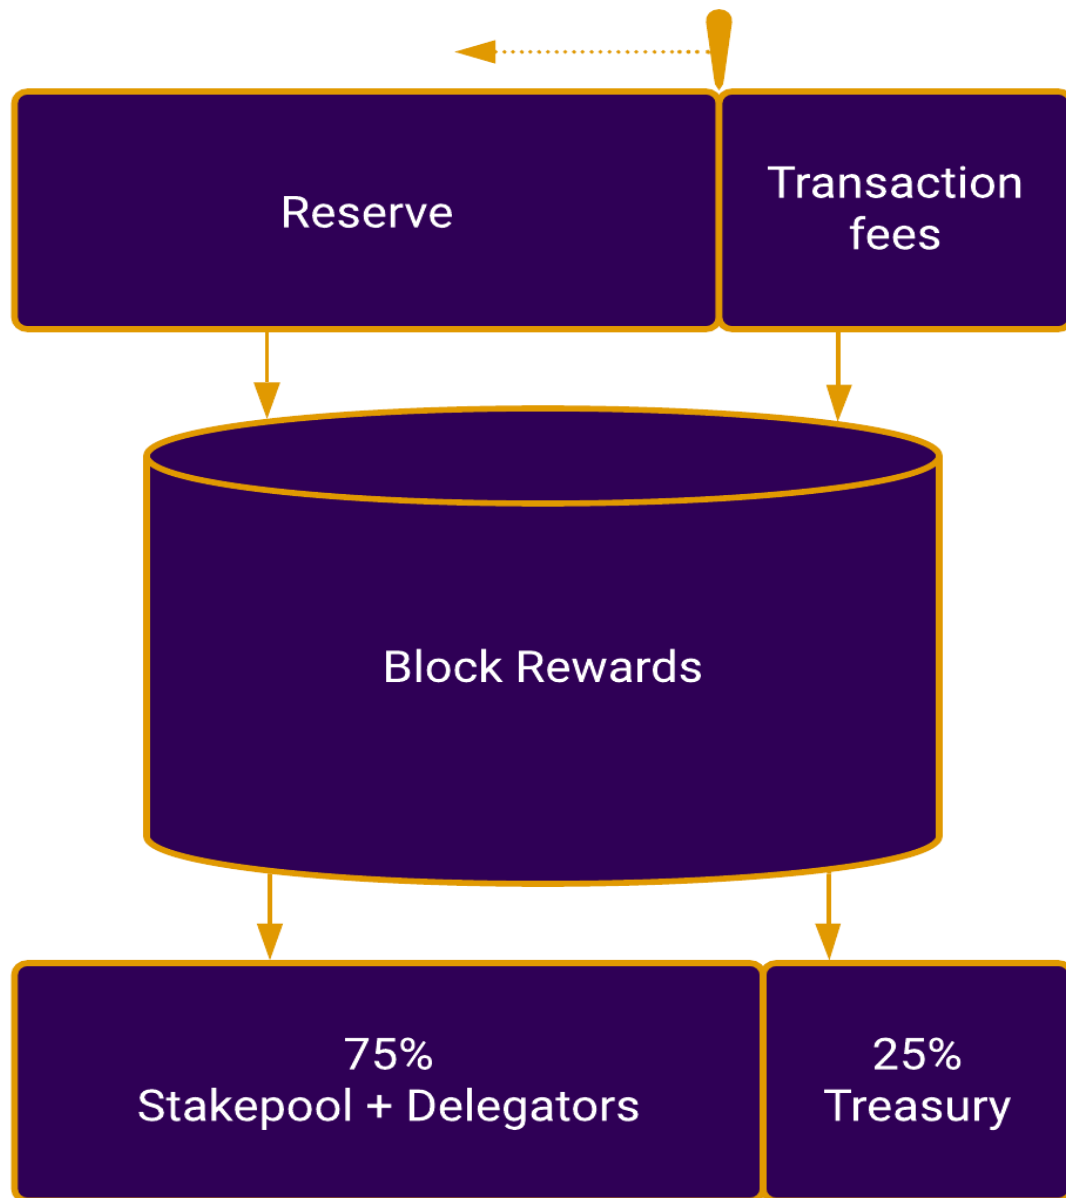 Reserve
Transaction
fees
Block Rewards
75%
Stakepool + Delegators
25%
Treasury